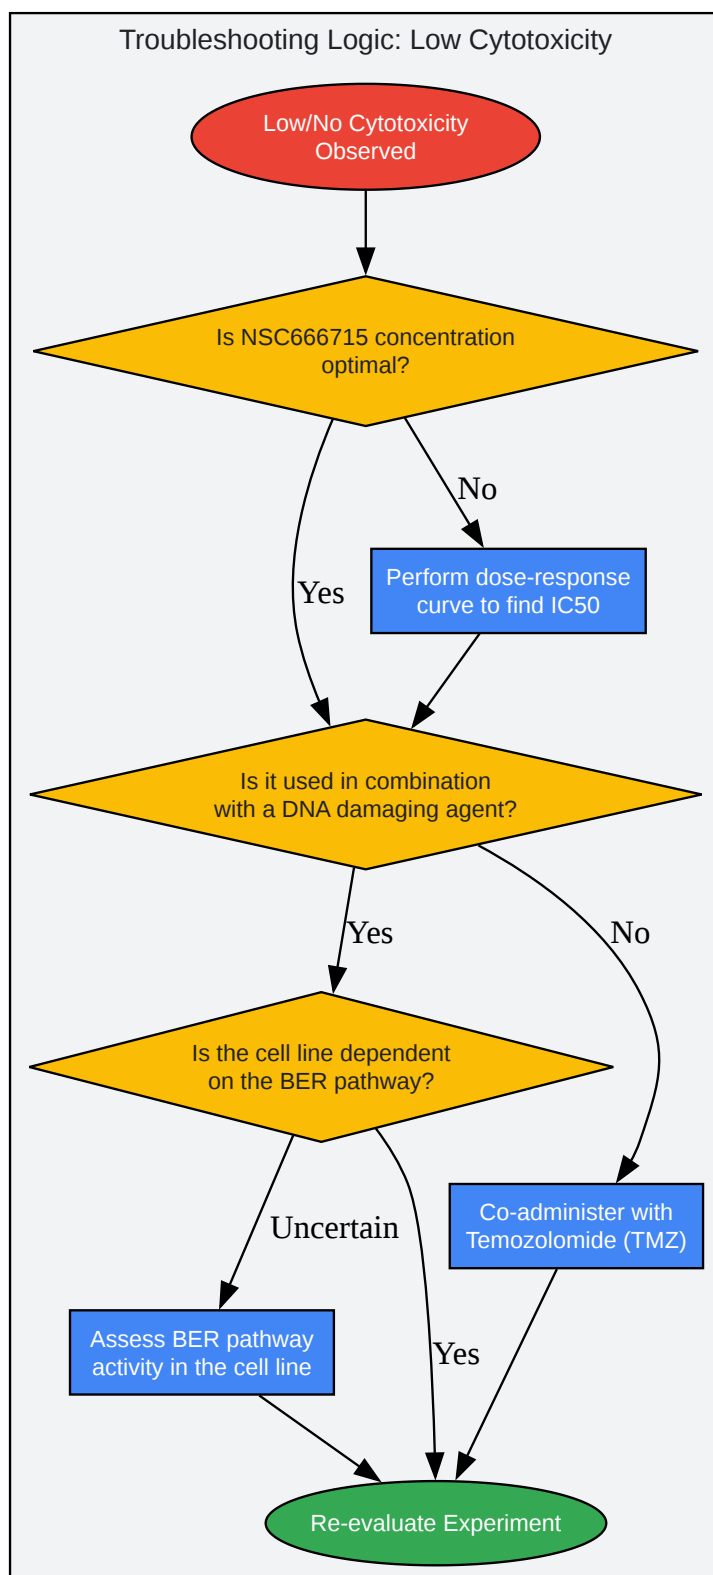 Troubleshooting Logic: Low Cytotoxicity
Low/No Cytotoxicity
Observed
Is NSC666715 concentration
optimal?
No
Perform dose-response
curve to find IC50
Yes
Is it used in combination
with a DNA damaging agent?
Yes
No
Is the cell line dependent
on the BER pathway?
Co-administer with
Temozolomide (TMZ)
Uncertain
Assess BER pathway
activity in the cell line
Yes
Re-evaluate Experiment